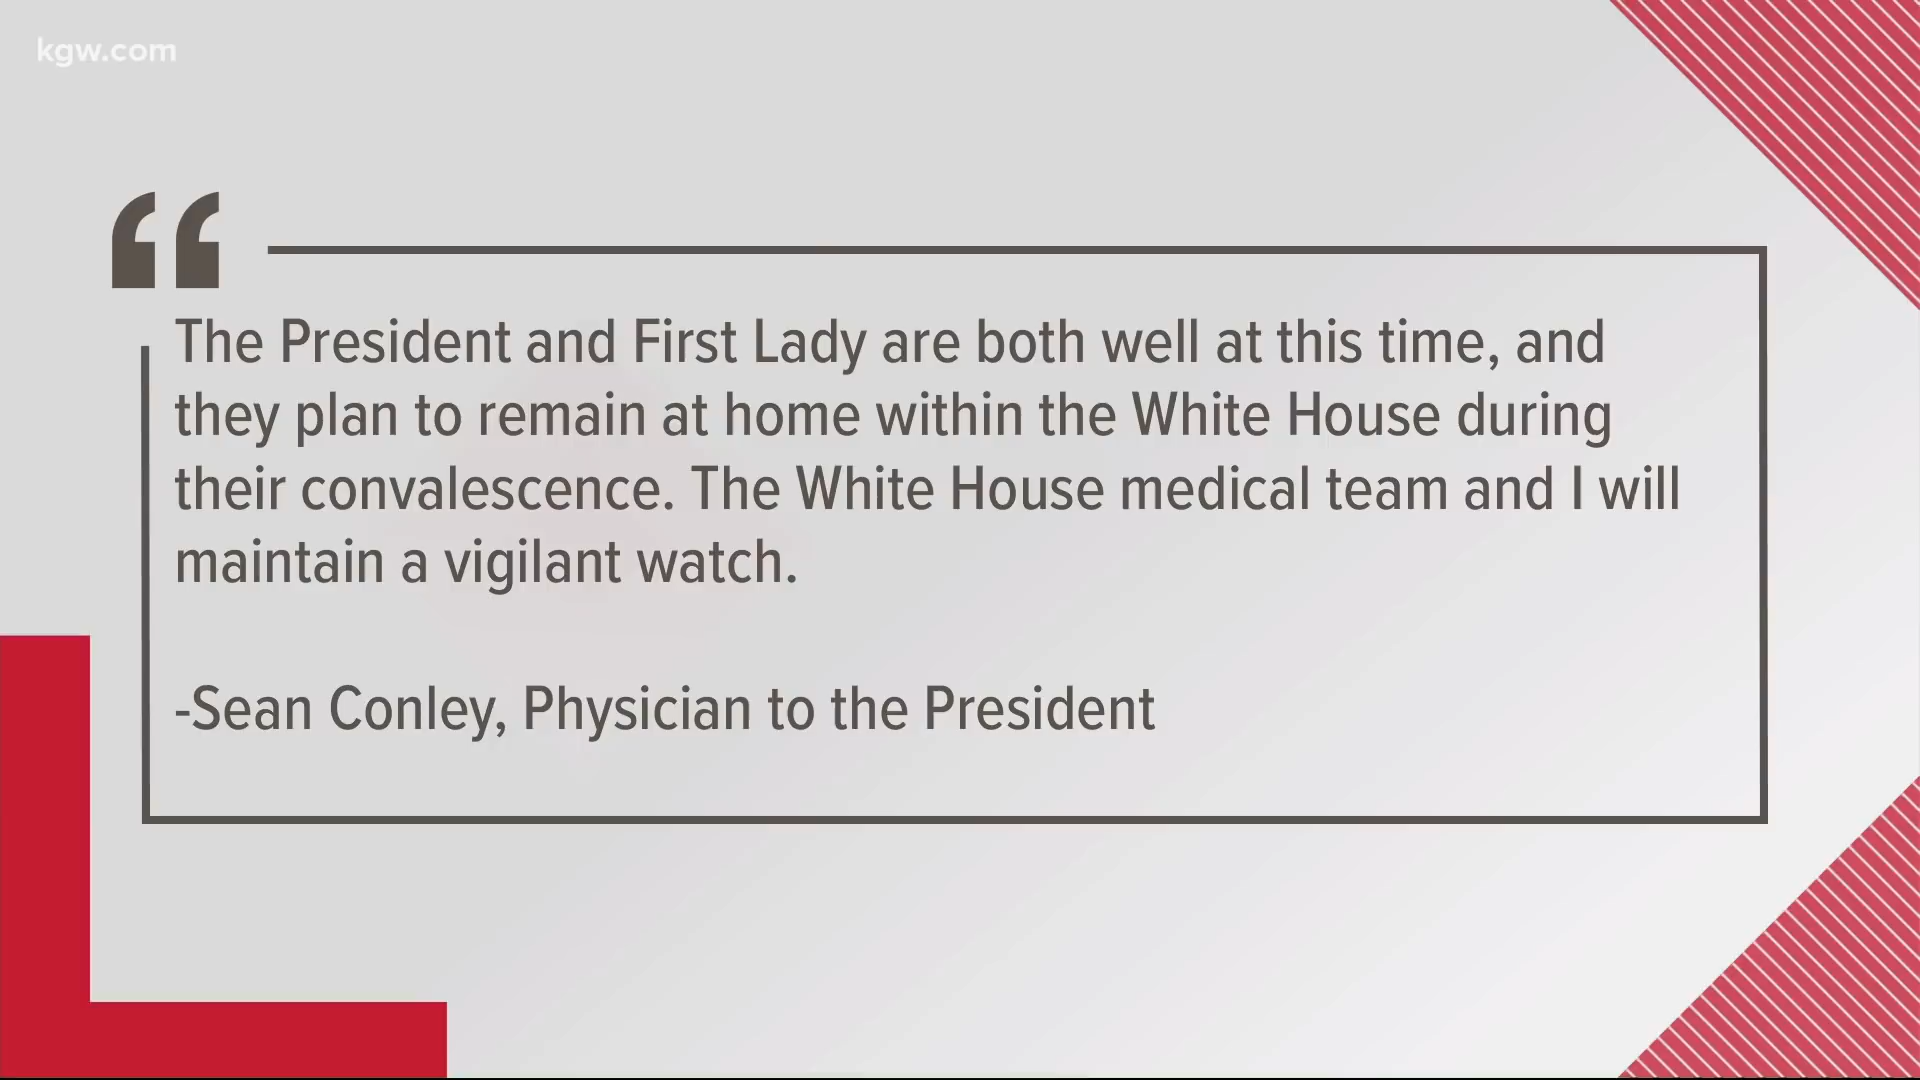 kgw.com
“
The President and First Lady are both well at this time, and
they plan to remain at home within the White House during
their convalescence. The White House medical team and I will
maintain a vigilant watch.
-Sean Conley, Physician to the President